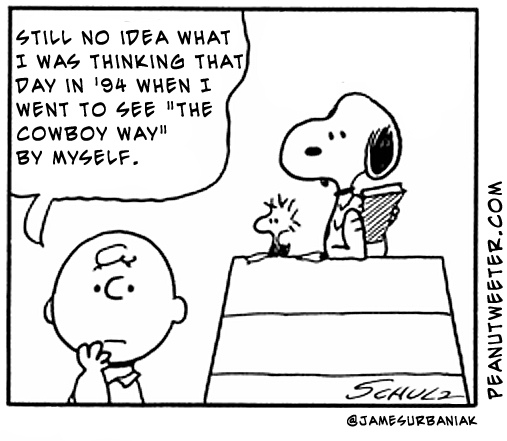 STILL NO IDEA WHAT
I WAS THINKING THAT
DAY IN '94 WHEN I
WENT TO SEE "THE
COWBOY WAY"
BY MYSELF.
SCHULZ
@JAMESURBANIAK
PEANUTWEETER.COM